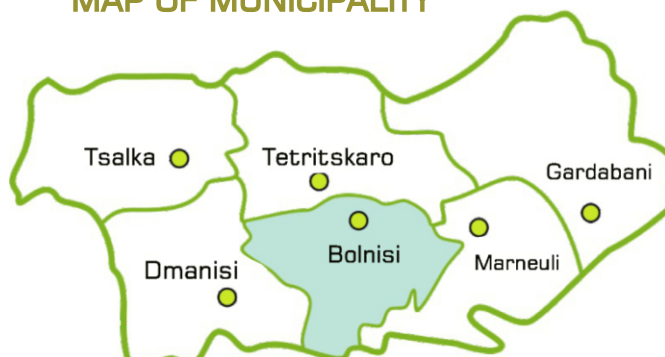 MAP OF MUNICIPALITY
Tsalka
Tetritskaro
Gardabani
Bolnisi
Marneuli
Dmanisi